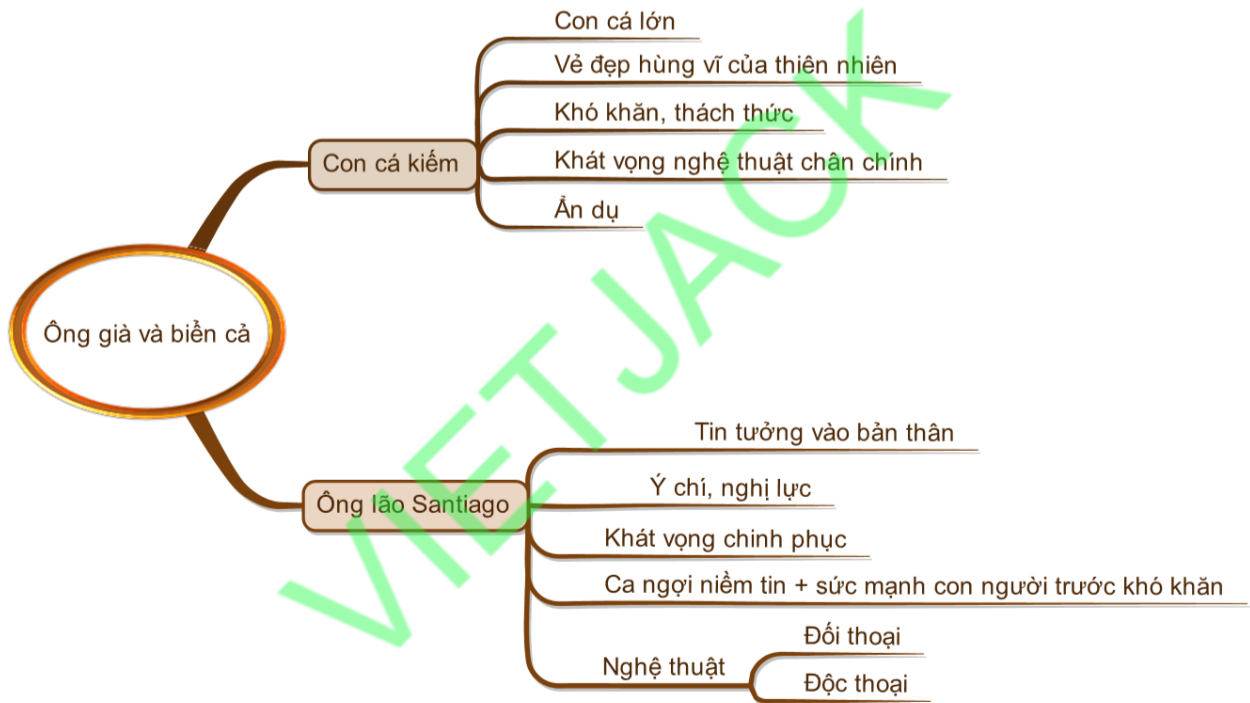 Con cá lớn
Vẻ đẹp hùng vĩ của thiên nhiên
Khó khăn, thách thức
Con cá kiếm
Khát vọng nghệ thuật chân chính
Ẩn dụ
Ông già và biển cả
VIETJACK
Tin tưởng vào bản thân
Ý chí, nghị lực
Ông lão Santiago
Khát vọng chinh phục
Ca ngợi niềm tin + sức mạnh con người trước khó khăn
Nghệ thuật
Đối thoại
Độc thoại